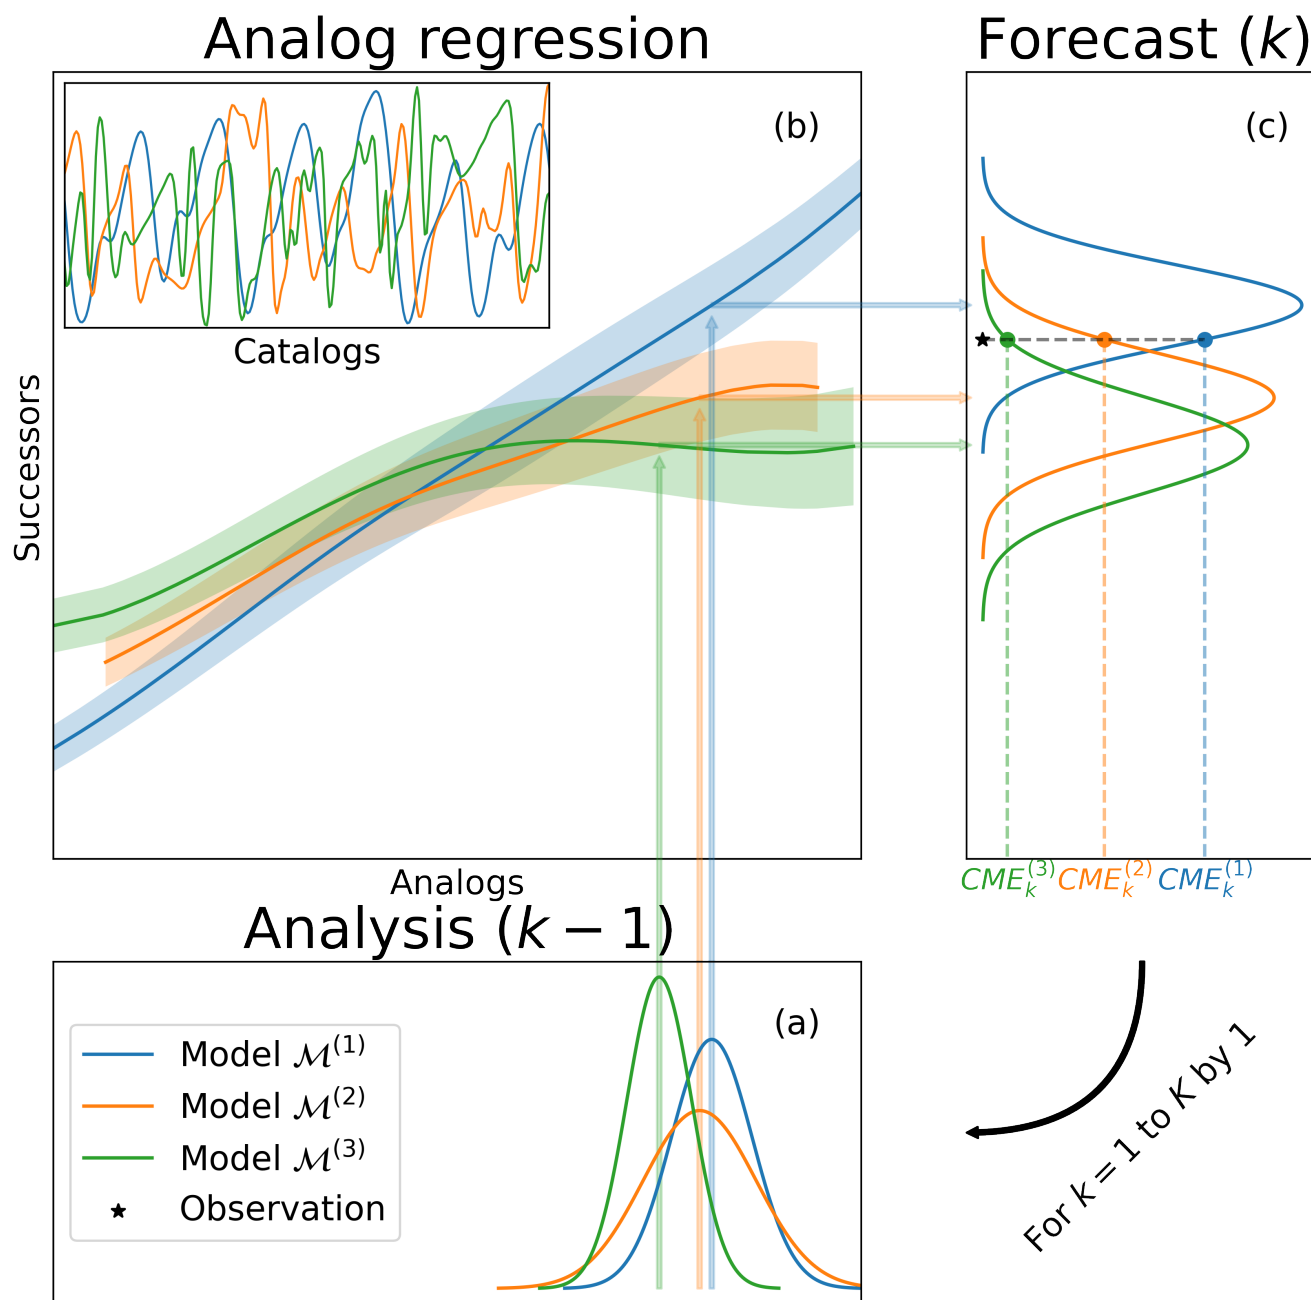 Analog regression
Forecast (k)
(b)
(c)
Catalogs
Successors
Analogs
CME_k^(3) CME_k^(2) CME_k^(1)
Analysis (k − 1)
(a)
Model ℳ^(1)
Model ℳ^(2)
Model ℳ^(3)
Observation
For k = 1 to K by 1